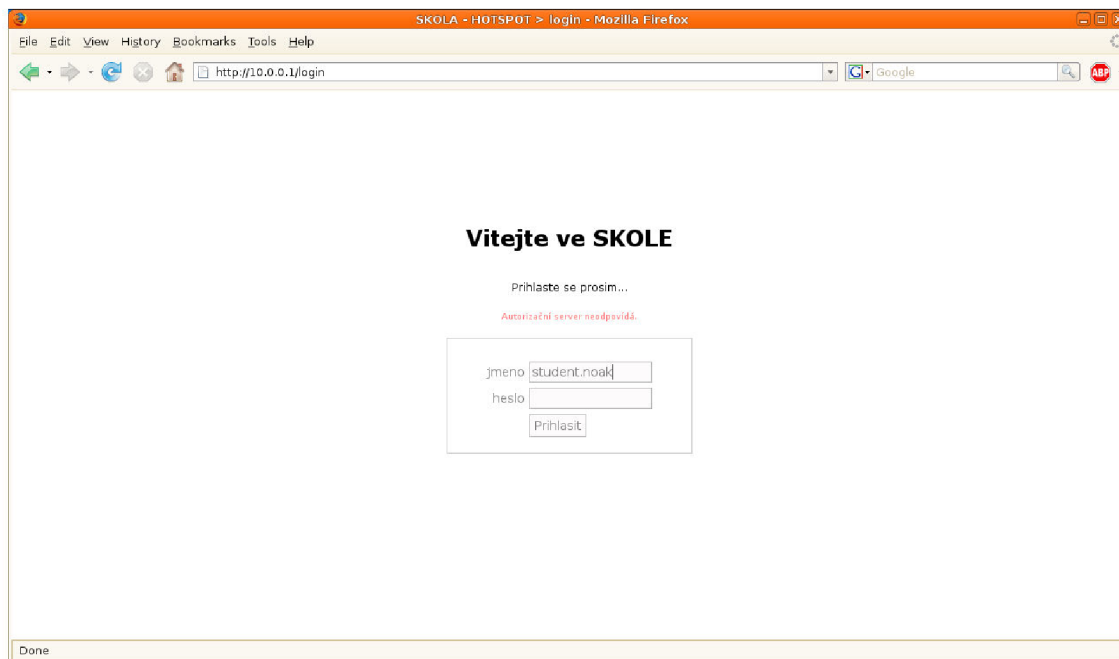 SKOLA - HOTSPOT > login - Mozilla Firefox
File Edit View History Bookmarks Tools Help
http://10.0.0.1/login
G Google
ABP
Vitejte ve SKOLE
Prihlaste se prosim...
Autorizační server neodpovídá.
jmeno student.noak
heslo
Prihlasit
Done